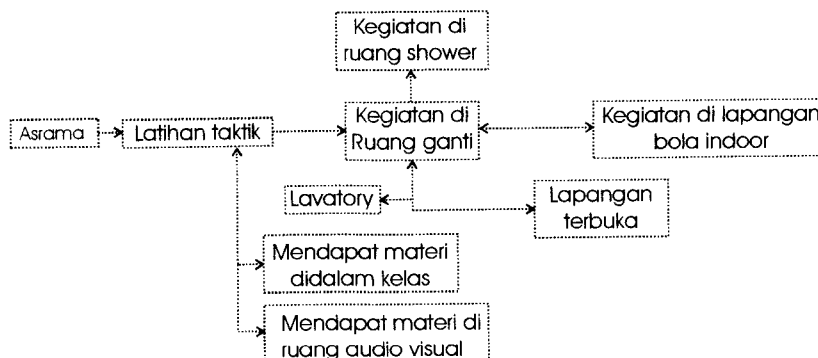 Kegiatan di
ruang shower
Asrama
Latihan taktik
Kegiatan di
Ruang ganti
Kegiatan di lapangan
bola indoor
Lavatory
Lapangan
terbuka
Mendapat materi
didalam kelas
Mendapat materi di
ruang audio visual